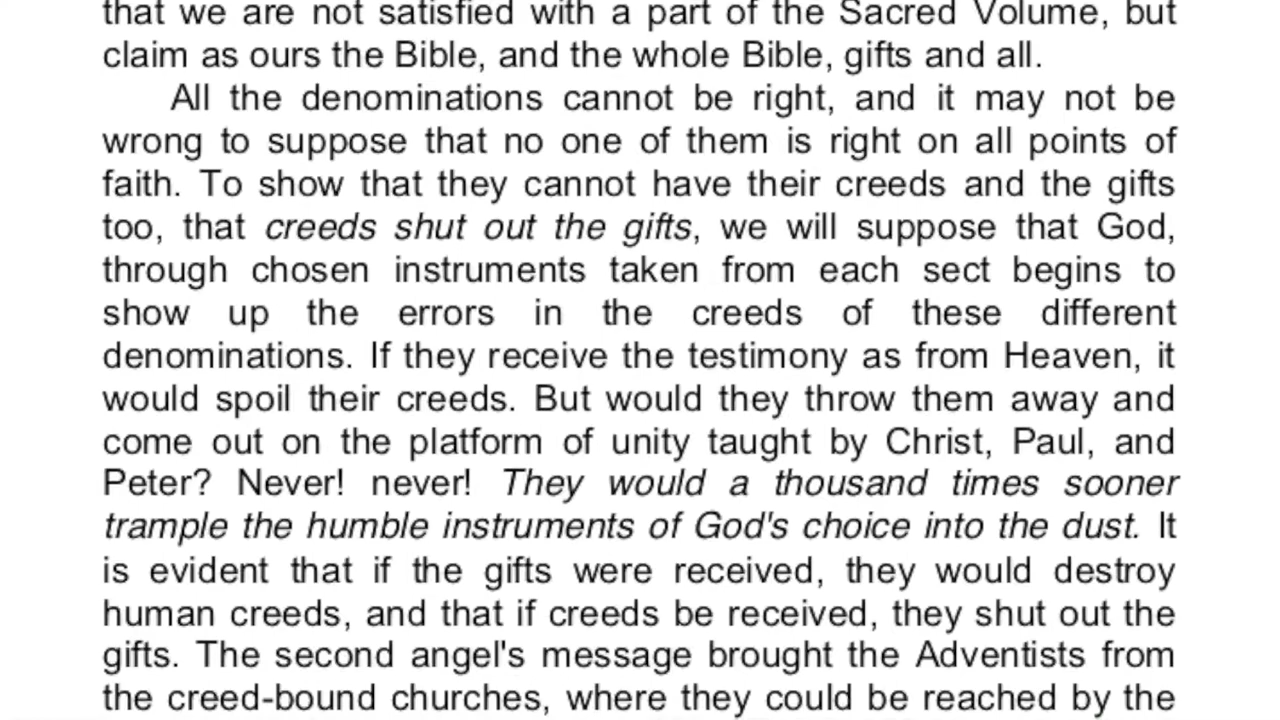 that we are not satisfied with a part of the Sacred Volume, but
claim as ours the Bible, and the whole Bible, gifts and all.
All the denominations cannot be right, and it may not be
wrong to suppose that no one of them is right on all points of
faith. To show that they cannot have their creeds and the gifts
too, that creeds shut out the gifts, we will suppose that God,
through chosen instruments taken from each sect begins to
show up the errors in the creeds of these different
denominations. If they receive the testimony as from Heaven, it
would spoil their creeds. But would they throw them away and
come out on the platform of unity taught by Christ, Paul, and
Peter? Never! never! They would a thousand times sooner
trample the humble instruments of God's choice into the dust. It
is evident that if the gifts were received, they would destroy
human creeds, and that if creeds be received, they shut out the
gifts. The second angel's message brought the Adventists from
the creed-bound churches, where they could be reached by the